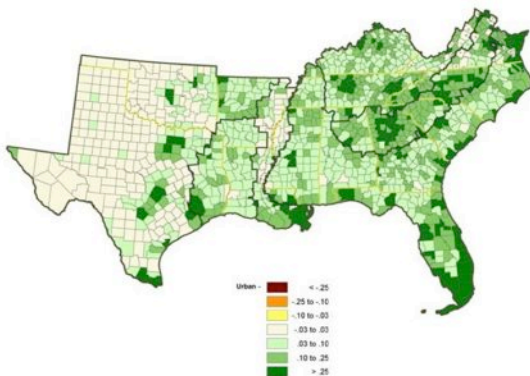 Urban -
< -.25
-.25 to -.10
-.10 to -.03
-.03 to .03
.03 to .10
.10 to .25
> .25